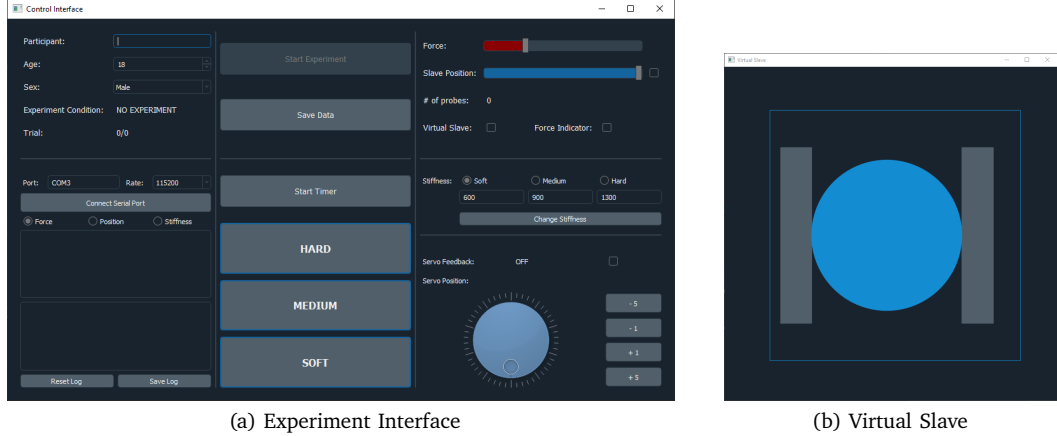 Control Interface
Participant:
Age: 18
Sex: Male
Experiment Condition: NO EXPERIMENT
Trial: 0/0
Port: COM3 Rate: 115200
Connect Serial Port
Force Position Stiffness
Reset Log Save Log
Start Experiment
Save Data
Start Timer
HARD
MEDIUM
SOFT
Force:
Slave Position:
# of probes: 0
Virtual Slave: Force Indicator:
Stiffness: Soft Medium Hard
600 900 1300
Change Stiffness
Servo Feedback: OFF
Servo Position:
- 5
- 1
+ 1
+ 5
(a) Experiment Interface
Virtual Slave
(b) Virtual Slave